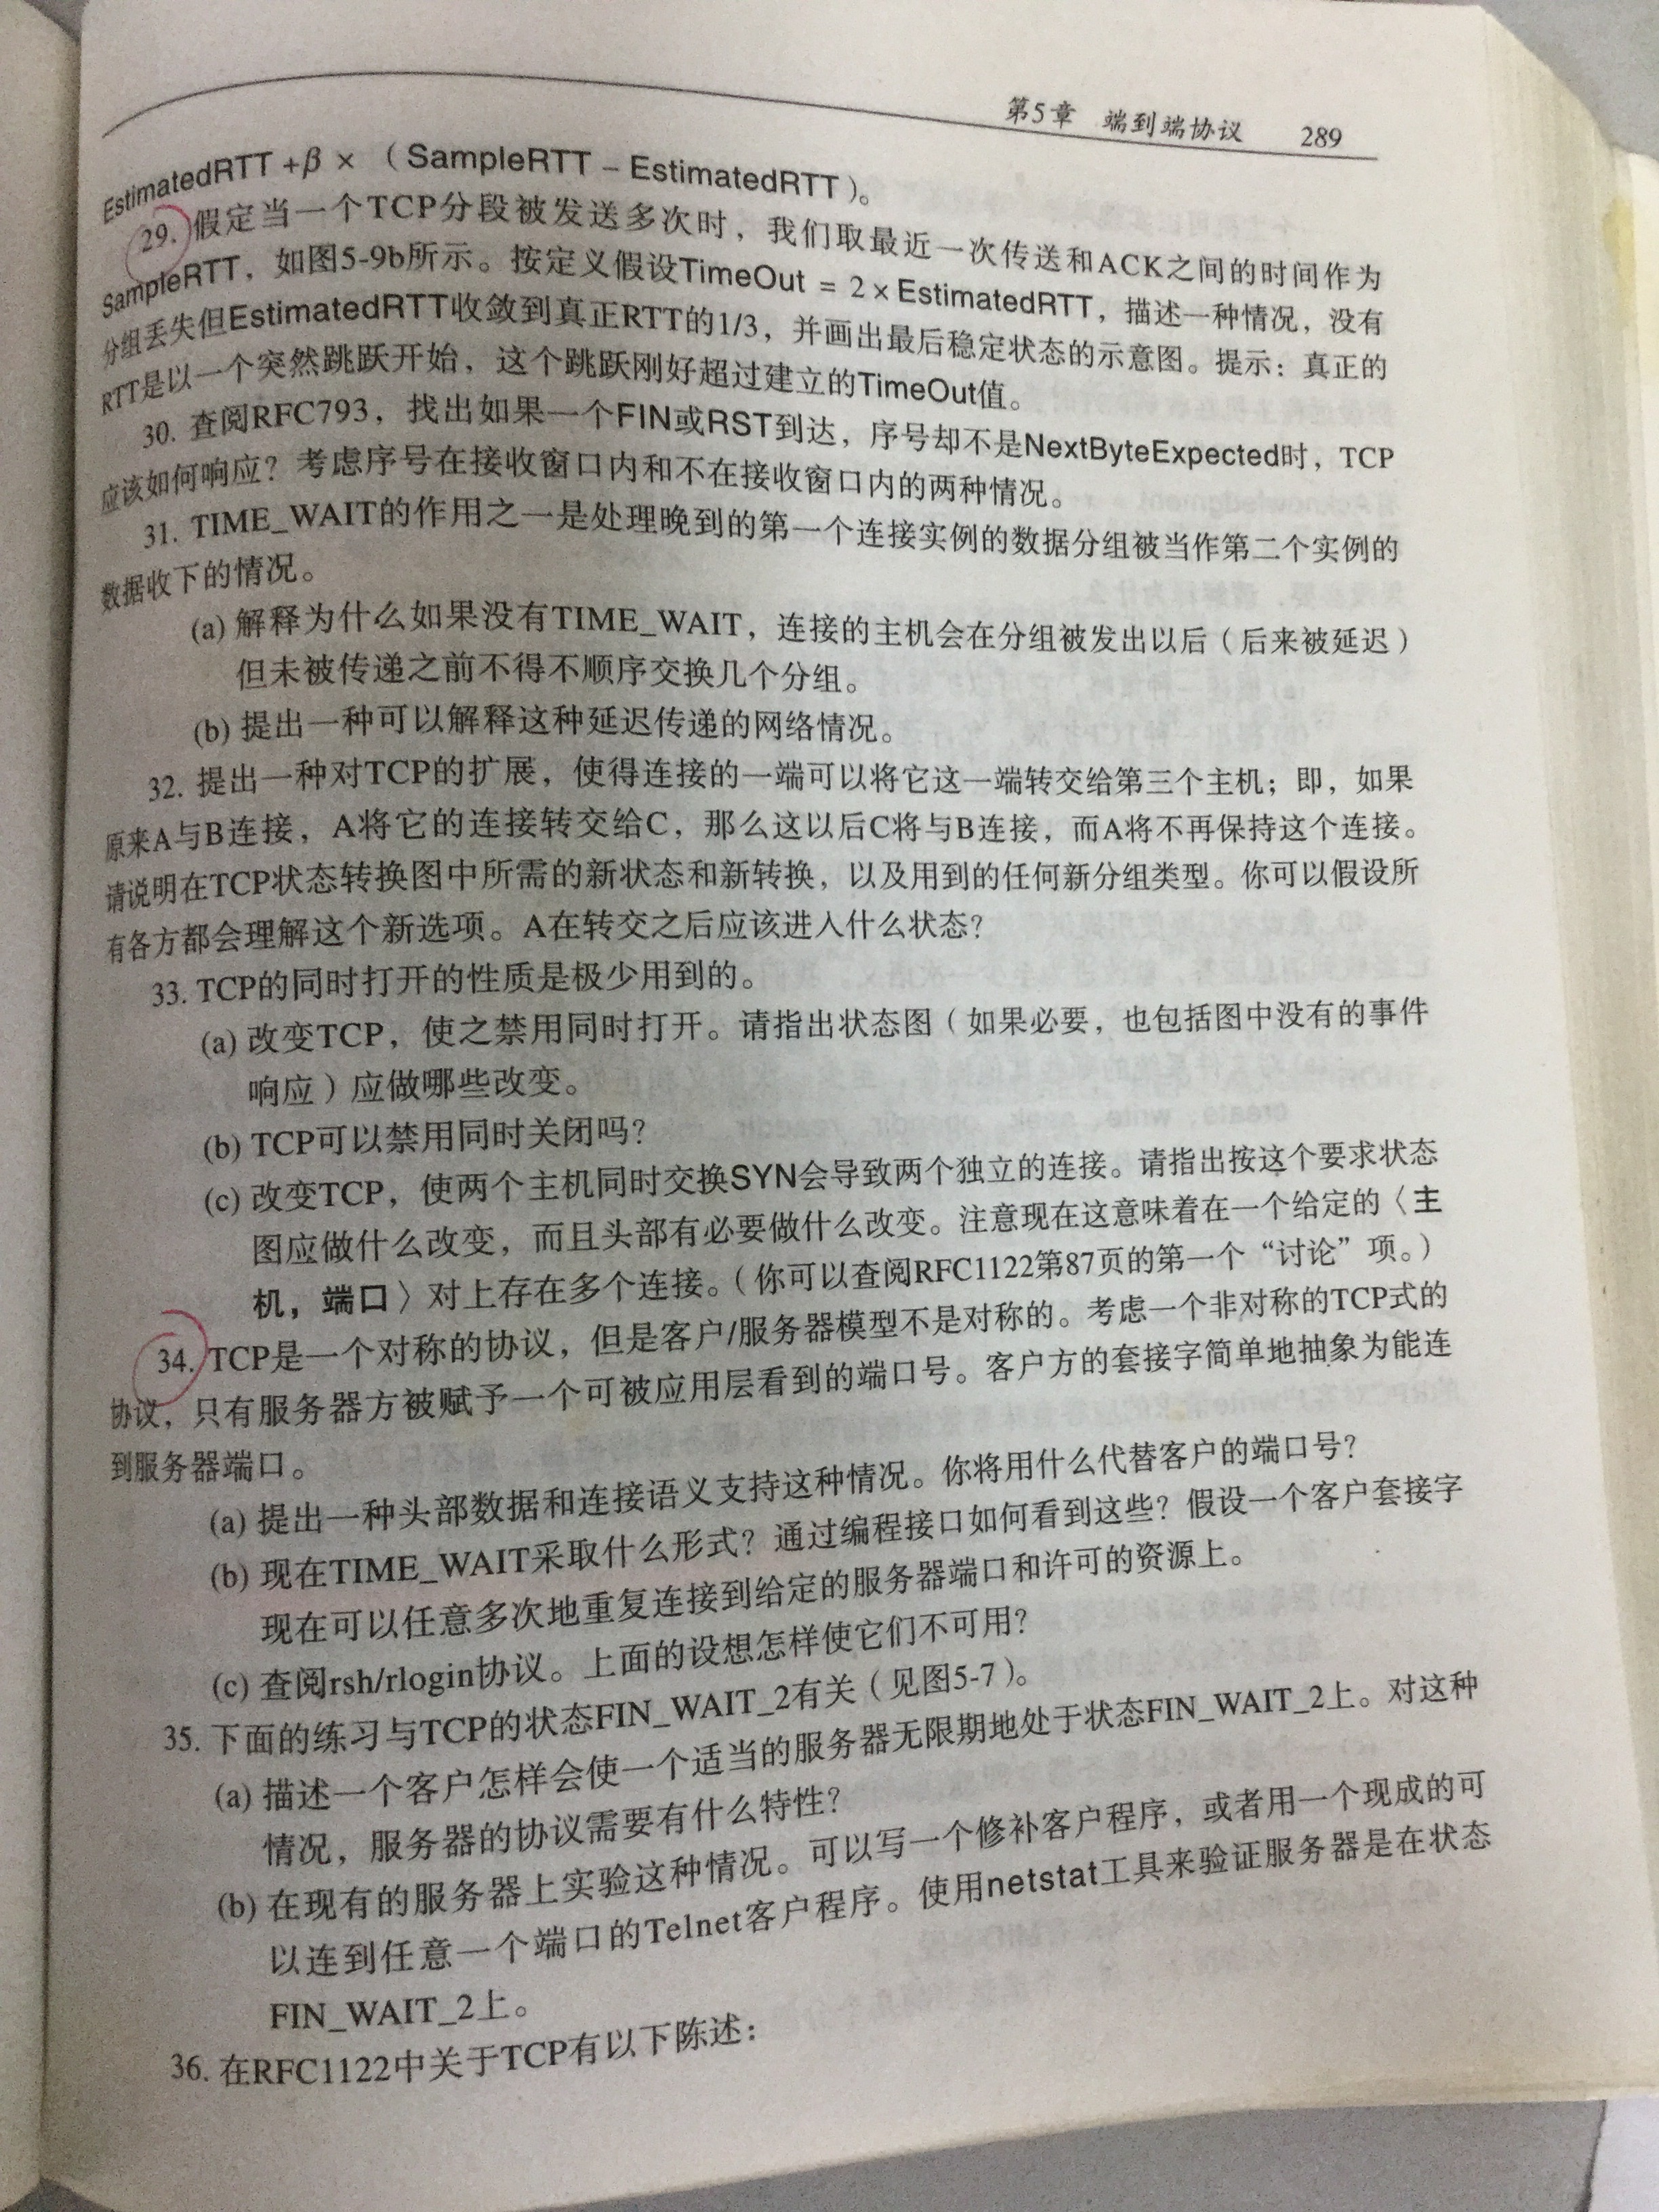 第5章 端到端协议 289
EstimatedRTT +β × （SampleRTT – EstimatedRTT）。
29. 假定当一个TCP分段被发送多次时，我们取最近一次传送和ACK之间的时间作为
SampleRTT，如图5-9b所示。按定义假设TimeOut = 2 × EstimatedRTT，描述一种情况，没有
分组丢失但EstimatedRTT收敛到真正RTT的1/3，并画出最后稳定状态的示意图。提示：真正的
RTT是以一个突然跳跃开始，这个跳跃刚好超过建立的TimeOut值。
30. 查阅RFC793，找出如果一个FIN或RST到达，序号却不是NextByteExpected时，TCP
应该如何响应？考虑序号在接收窗口内和不在接收窗口内的两种情况。
31. TIME_WAIT的作用之一是处理晚到的第一个连接实例的数据分组被当作第二个实例的
数据收下的情况。
(a) 解释为什么如果没有TIME_WAIT，连接的主机会在分组被发出以后（后来被延迟）
但未被传递之前不得不顺序交换几个分组。
(b) 提出一种可以解释这种延迟传递的网络情况。
32. 提出一种对TCP的扩展，使得连接的一端可以将它这一端转交给第三个主机；即，如果
原来A与B连接，A将它的连接转交给C，那么这以后C将与B连接，而A将不再保持这个连接。
请说明在TCP状态转换图中所需的新状态和新转换，以及用到的任何新分组类型。你可以假设所
有各方都会理解这个新选项。A在转交之后应该进入什么状态？
33. TCP的同时打开的性质是极少用到的。
(a) 改变TCP，使之禁用同时打开。请指出状态图（如果必要，也包括图中没有的事件
响应）应做哪些改变。
(b) TCP可以禁用同时关闭吗？
(c) 改变TCP，使两个主机同时交换SYN会导致两个独立的连接。请指出按这个要求状态
图应做什么改变，而且头部有必要做什么改变。注意现在这意味着在一个给定的〈主
机，端口〉对上存在多个连接。（你可以查阅RFC1122第87页的第一个“讨论”项。）
34. TCP是一个对称的协议，但是客户/服务器模型不是对称的。考虑一个非对称的TCP式的
协议，只有服务器方被赋予一个可被应用层看到的端口号。客户方的套接字简单地抽象为能连
到服务器端口。
(a) 提出一种头部数据和连接语义支持这种情况。你将用什么代替客户的端口号？
(b) 现在TIME_WAIT采取什么形式？通过编程接口如何看到这些？假设一个客户套接字
现在可以任意多次地重复连接到给定的服务器端口和许可的资源上。
(c) 查阅rsh/rlogin协议。上面的设想怎样使它们不可用？
35. 下面的练习与TCP的状态FIN_WAIT_2有关（见图5-7）。
(a) 描述一个客户怎样会使一个适当的服务器无限期地处于状态FIN_WAIT_2上。对这种
情况，服务器的协议需要有什么特性？
(b) 在现有的服务器上实验这种情况。可以写一个修补客户程序，或者用一个现成的可
以连到任意一个端口的Telnet客户程序。使用netstat工具来验证服务器是在状态
FIN_WAIT_2上。
36. 在RFC1122中关于TCP有以下陈述：